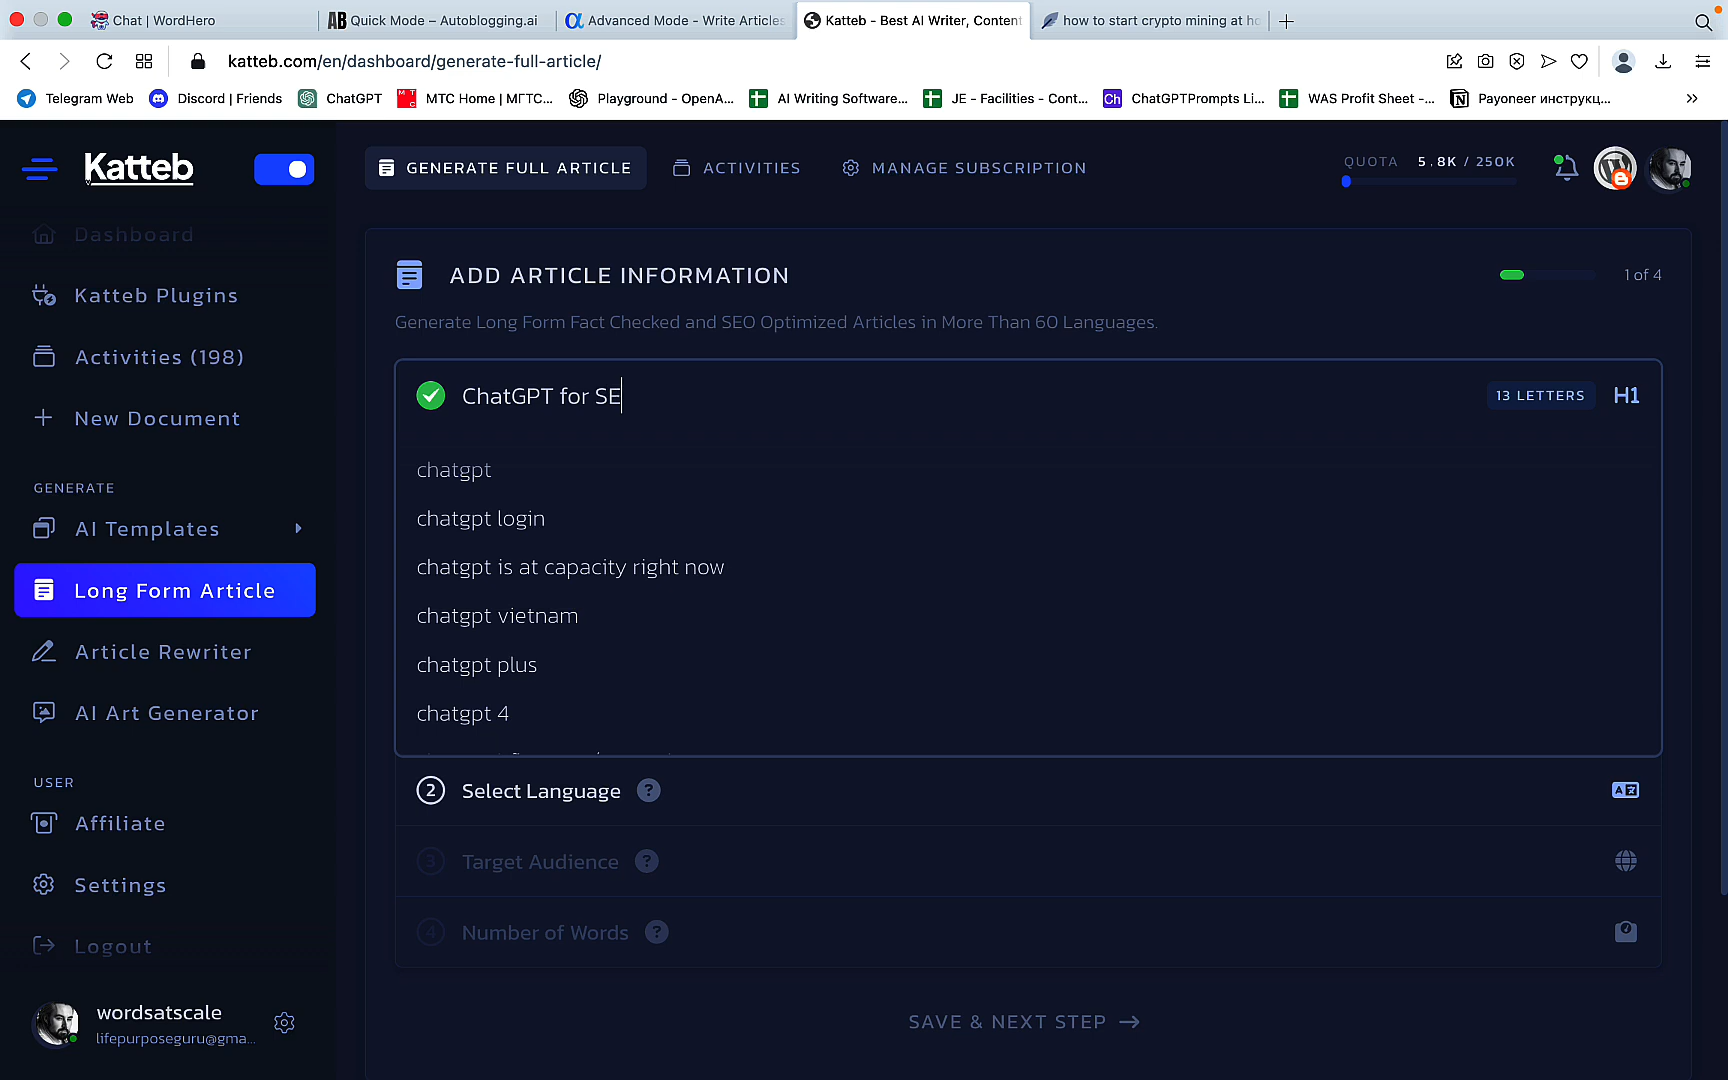 Chat | WordHero
AB Quick Mode – Autoblogging.ai
Advanced Mode - Write Articles
Katteb - Best AI Writer, Content
how to start crypto mining at ho
katteb.com/en/dashboard/generate-full-article/
Telegram Web
Discord | Friends
ChatGPT
МТС Home | МГТС...
Playground - OpenA...
AI Writing Software...
JE - Facilities - Cont...
Ch ChatGPTPrompts Li...
WAS Profit Sheet -...
Payoneer инструкц...
Katteb
GENERATE FULL ARTICLE
ACTIVITIES
MANAGE SUBSCRIPTION
QUOTA 5.8K / 250K
Dashboard
Katteb Plugins
Activities (198)
New Document
GENERATE
AI Templates
Long Form Article
Article Rewriter
AI Art Generator
USER
Affiliate
Settings
Logout
wordsatscale
lifepurposeguru@gma...
ADD ARTICLE INFORMATION
1 of 4
Generate Long Form Fact Checked and SEO Optimized Articles in More Than 60 Languages.
ChatGPT for SE
13 LETTERS
H1
chatgpt
chatgpt login
chatgpt is at capacity right now
chatgpt vietnam
chatgpt plus
chatgpt 4
2 Select Language ?
3 Target Audience ?
4 Number of Words ?
SAVE & NEXT STEP